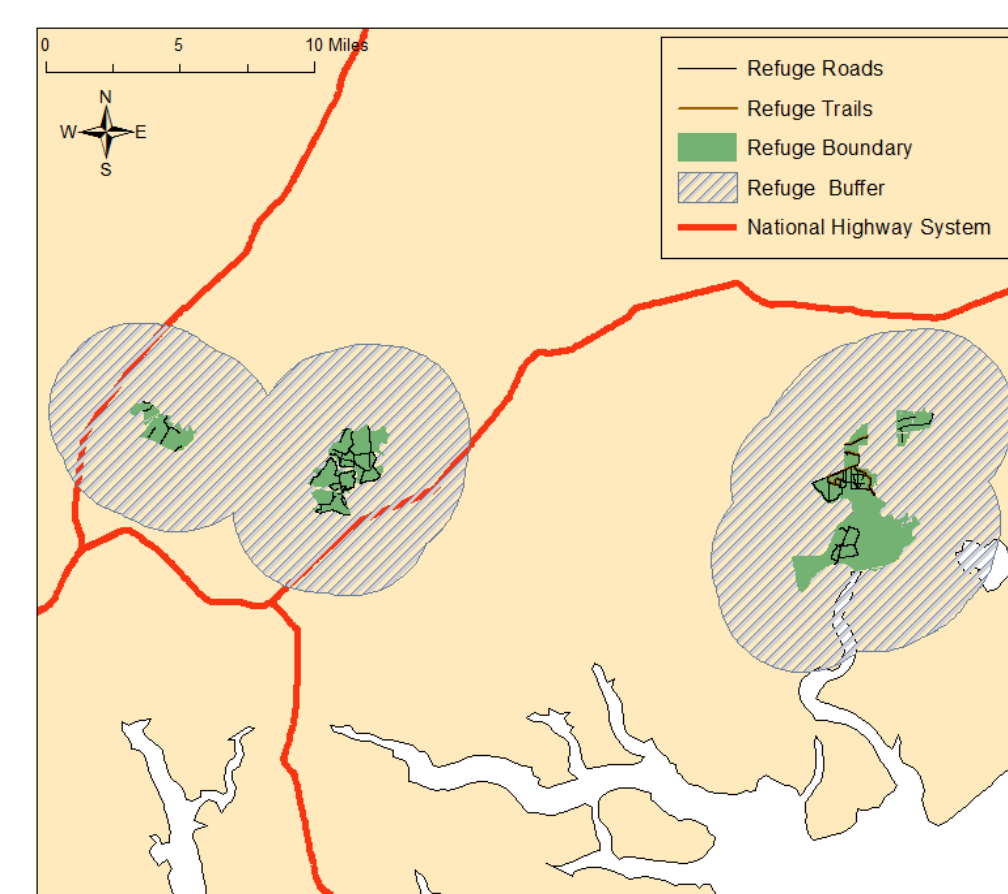 0 5 10 Miles
N
W E
S
Refuge Roads
Refuge Trails
Refuge Boundary
Refuge Buffer
National Highway System